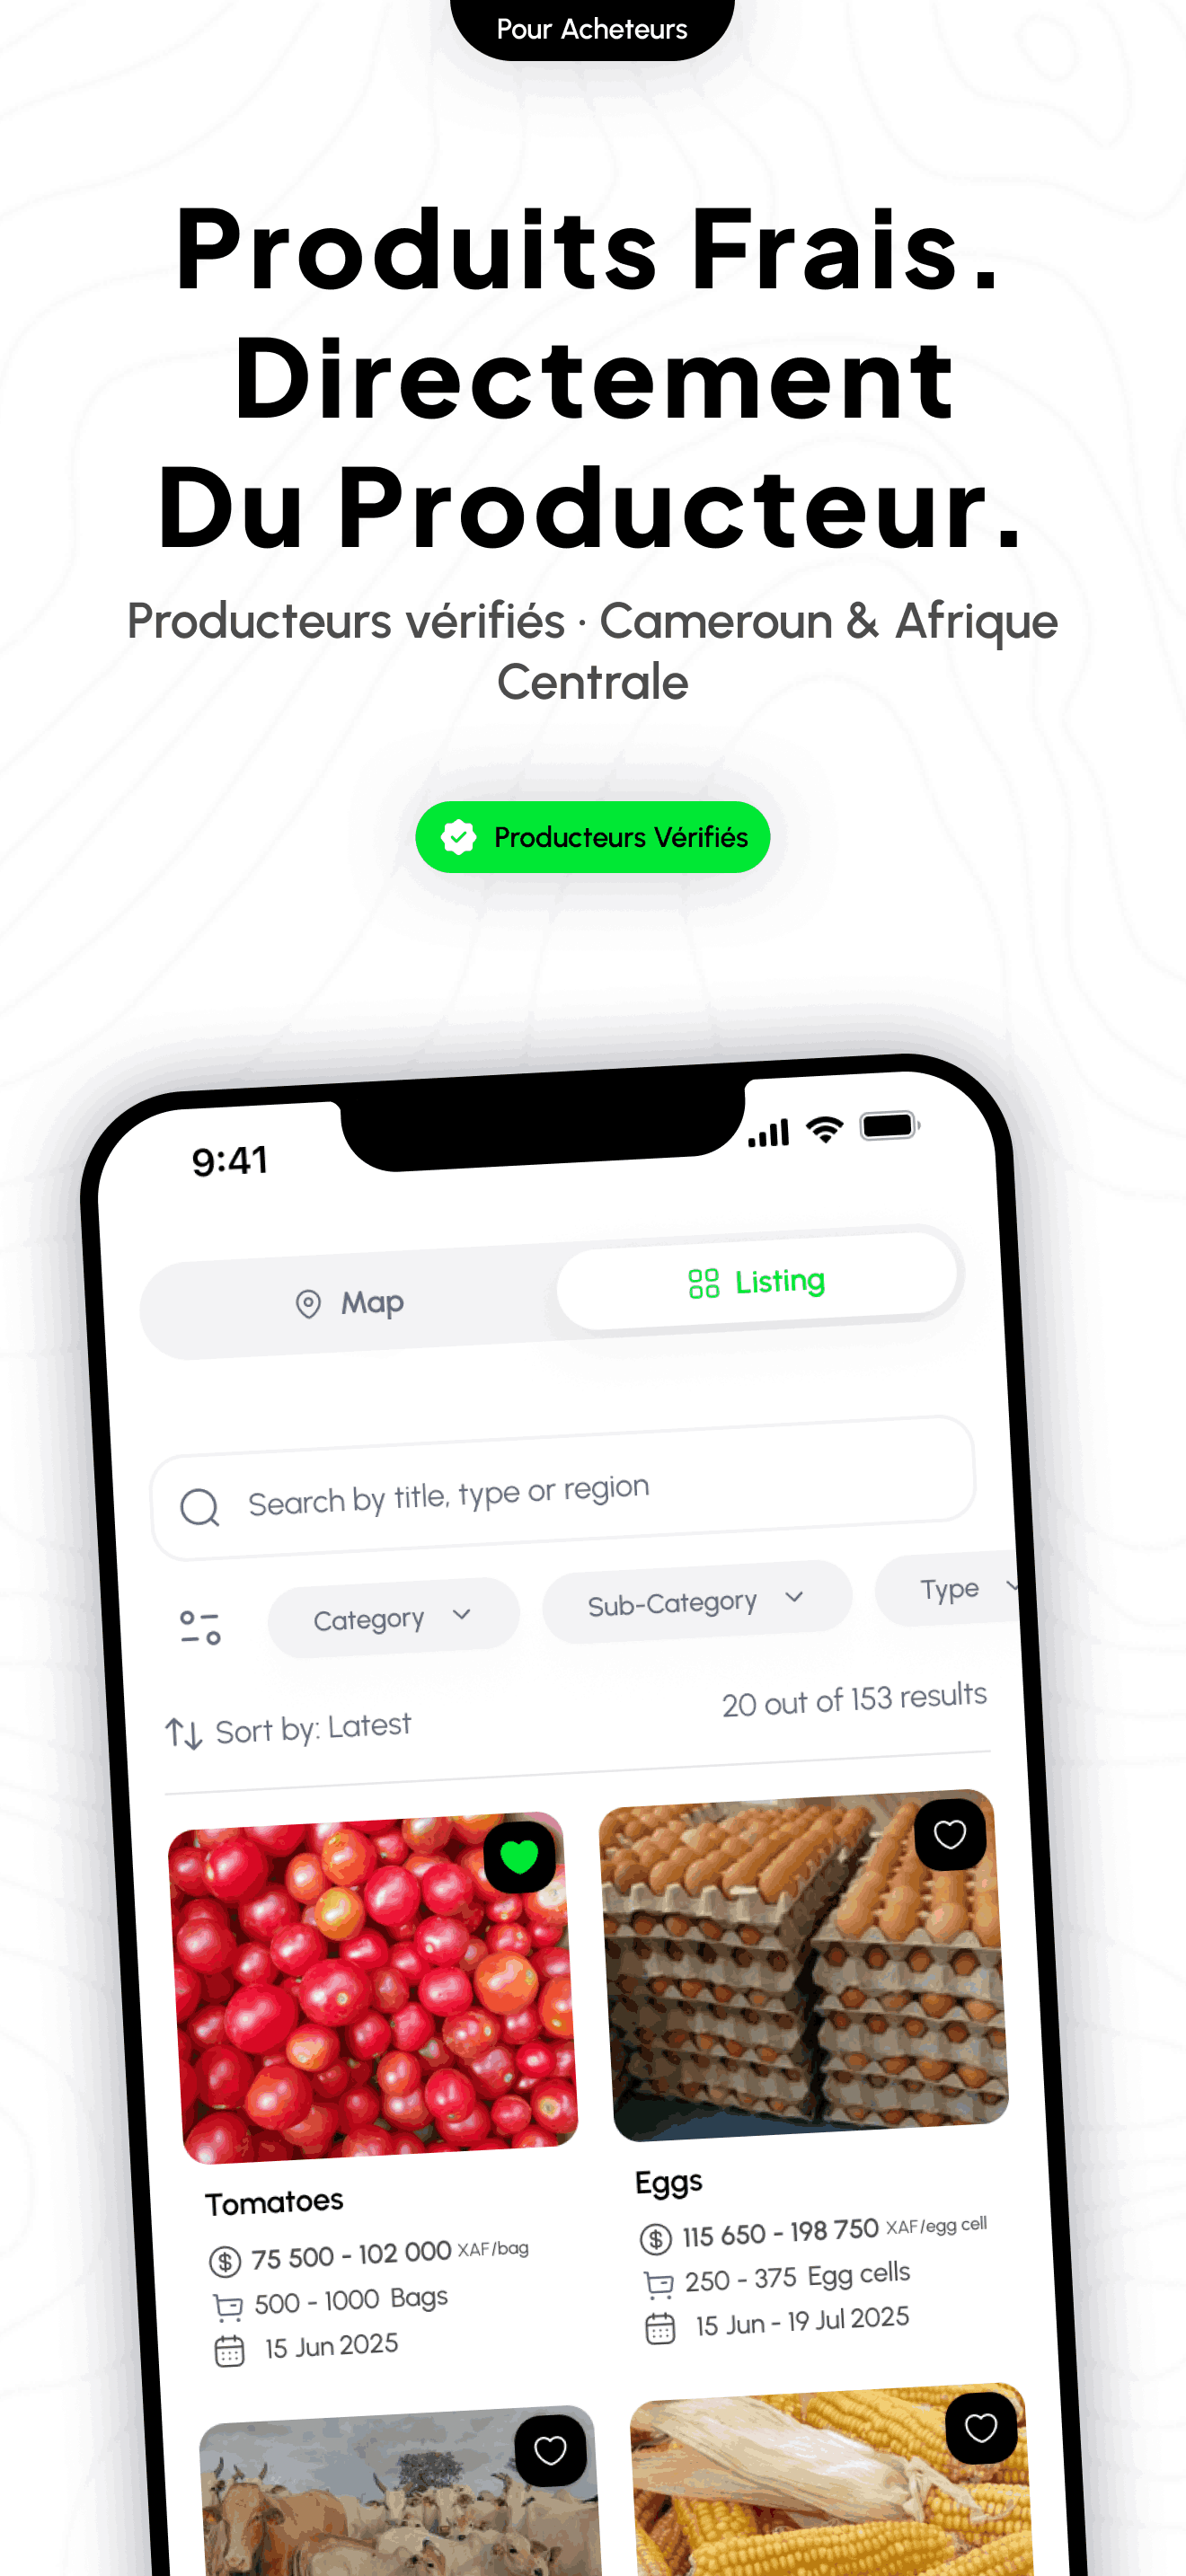 Pour Acheteurs
Produits Frais.
Directement
Du Producteur.
Producteurs vérifiés · Cameroun & Afrique
Centrale
Producteurs Vérifiés
9:41
Map
Listing
Search by title, type or region
Category
Sub-Category
Type
Sort by: Latest
20 out of 153 results
Tomatoes
75 500 - 102 000 XAF/bag
500 - 1000 Bags
15 Jun 2025
Eggs
115 650 - 198 750 XAF/egg cell
250 - 375 Egg cells
15 Jun - 19 Jul 2025